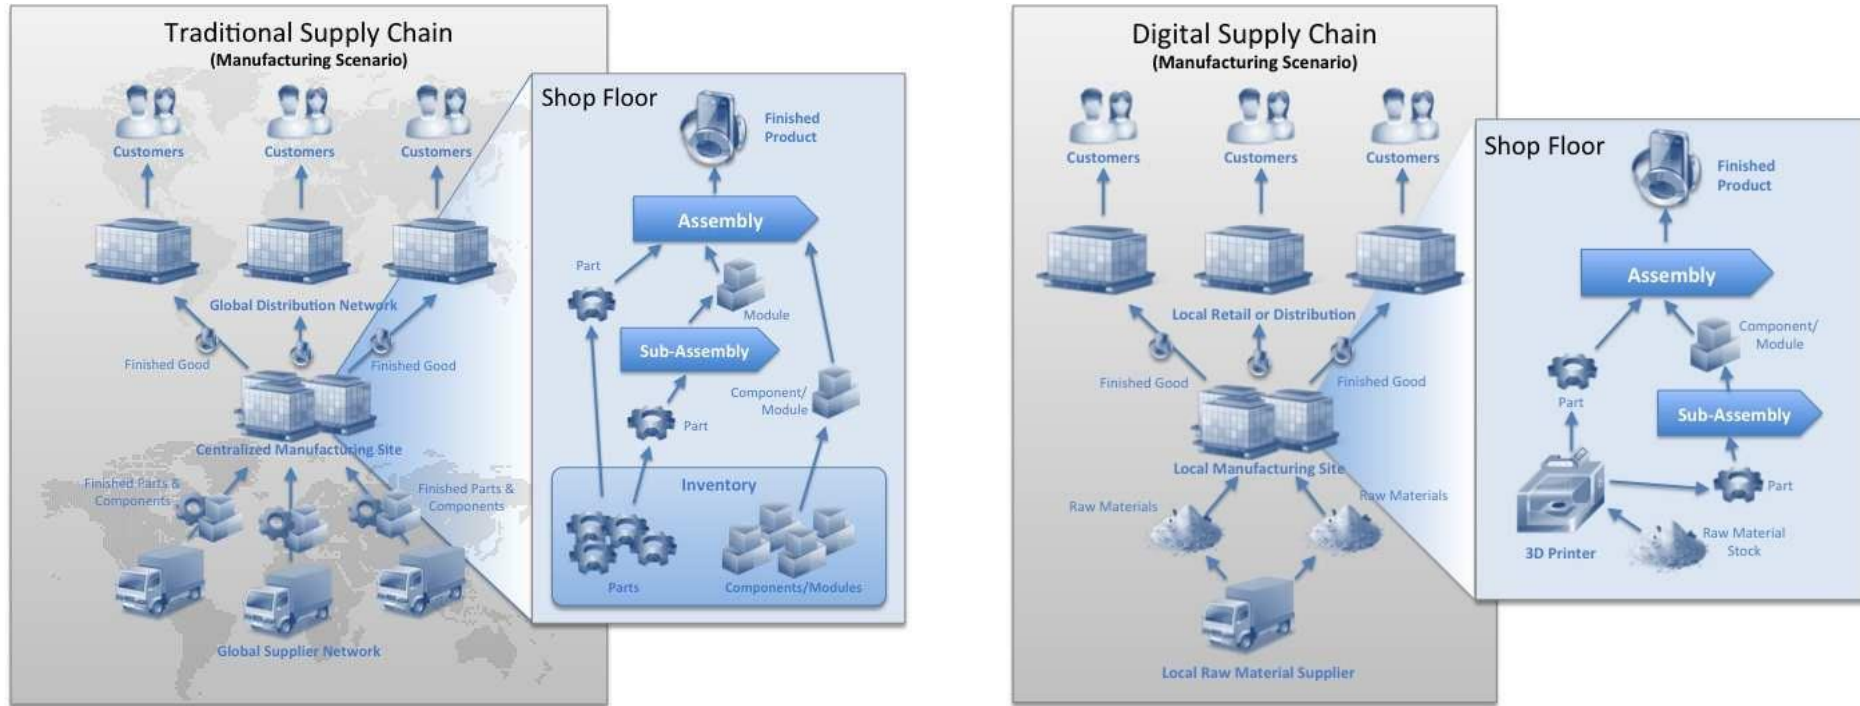 Traditional Supply Chain
(Manufacturing Scenario)
Customers
Customers
Customers
Global Distribution Network
Finished Good
Finished Good
Centralized Manufacturing Site
Finished Parts &
Components
Finished Parts &
Components
Global Supplier Network
Shop Floor
Finished
Product
Assembly
Part
Module
Sub-Assembly
Component/
Module
Part
Inventory
Parts
Components/Modules
Digital Supply Chain
(Manufacturing Scenario)
Customers
Customers
Customers
Local Retail or Distribution
Finished Good
Finished Good
Local Manufacturing Site
Raw Materials
Raw Materials
Local Raw Material Supplier
Shop Floor
Finished
Product
Assembly
Component/
Module
Part
Sub-Assembly
Part
3D Printer
Raw Material
Stock